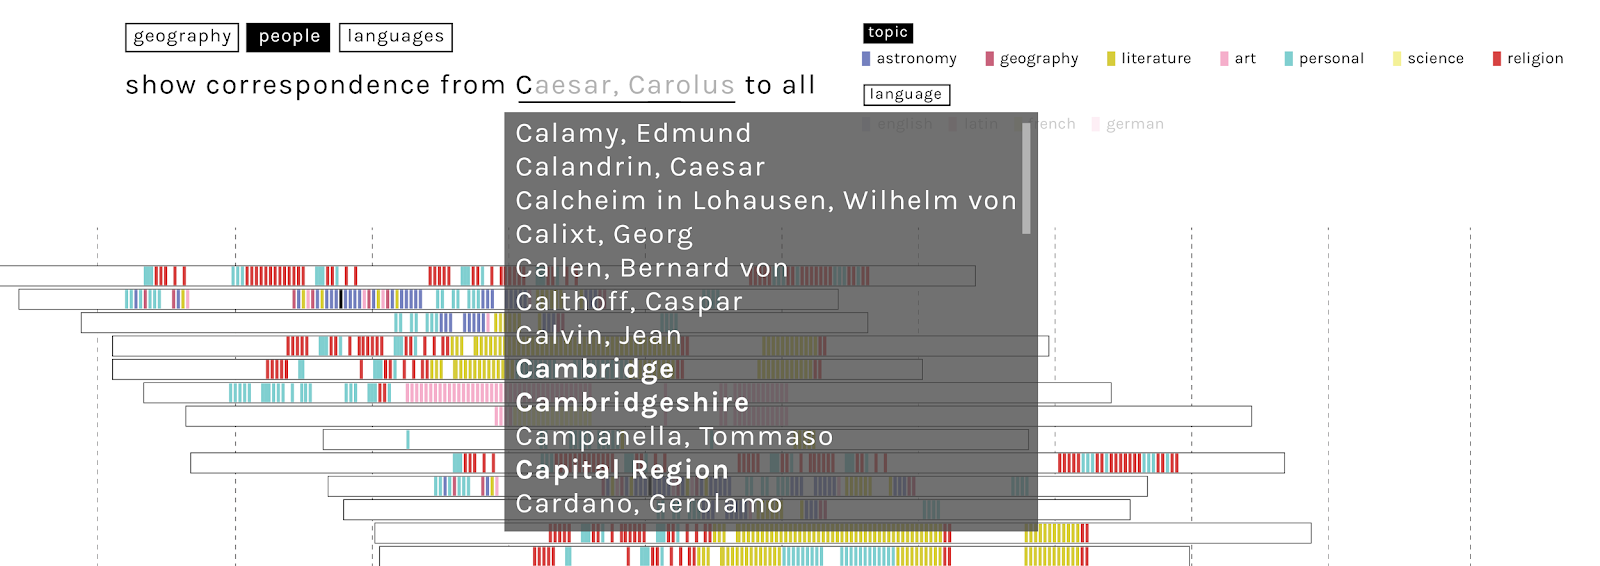 geography people languages
show correspondence from Caesar, Carolus to all
topic
astronomy geography literature art personal science religion
language
english latin french german
Calamy, Edmund
Calandrin, Caesar
Calcheim in Lohausen, Wilhelm von
Calixt, Georg
Callen, Bernard von
Calthoff, Caspar
Calvin, Jean
Cambridge
Cambridgeshire
Campanella, Tommaso
Capital Region
Cardano, Gerolamo